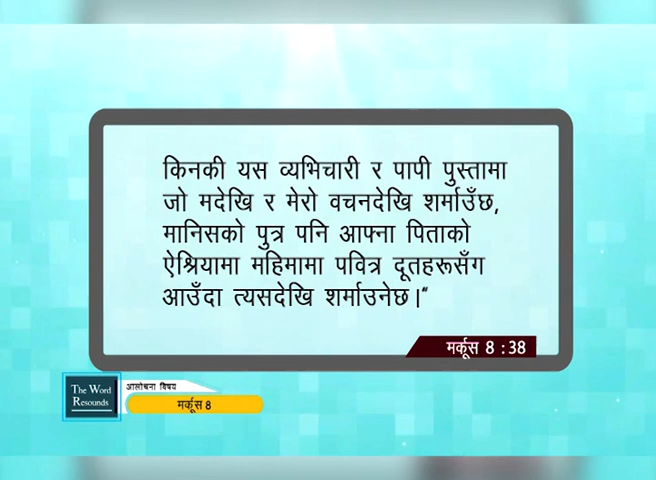 किनकी यस व्यभिचारी र पापी पुस्तामा
जो मदेखि र मेरो वचनदेखि शर्माउँछ,
मानिसको पुत्र पनि आफ्ना पिताको
ऐश्रियामा महिमामा पवित्र दूतहरूसँग
आउँदा त्यसदेखि शर्माउनेछ।“
मर्कूस 8 :38
The Word
Resounds
आलोचना विषय
मर्कूस 8